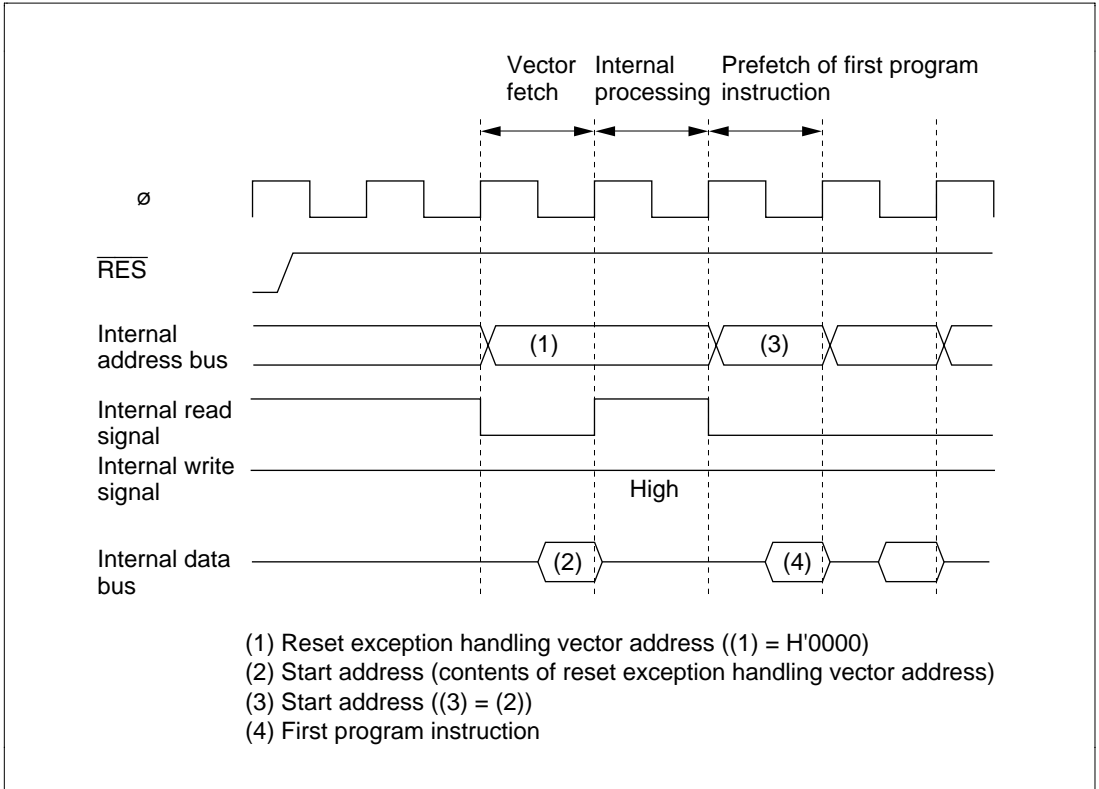 Vector fetch
Internal processing
Prefetch of first program instruction
ø
RES
Internal address bus
(1)
(3)
Internal read signal
Internal write signal
High
Internal data bus
(2)
(4)
(1) Reset exception handling vector address ((1) = H'0000)
(2) Start address (contents of reset exception handling vector address)
(3) Start address ((3) = (2))
(4) First program instruction